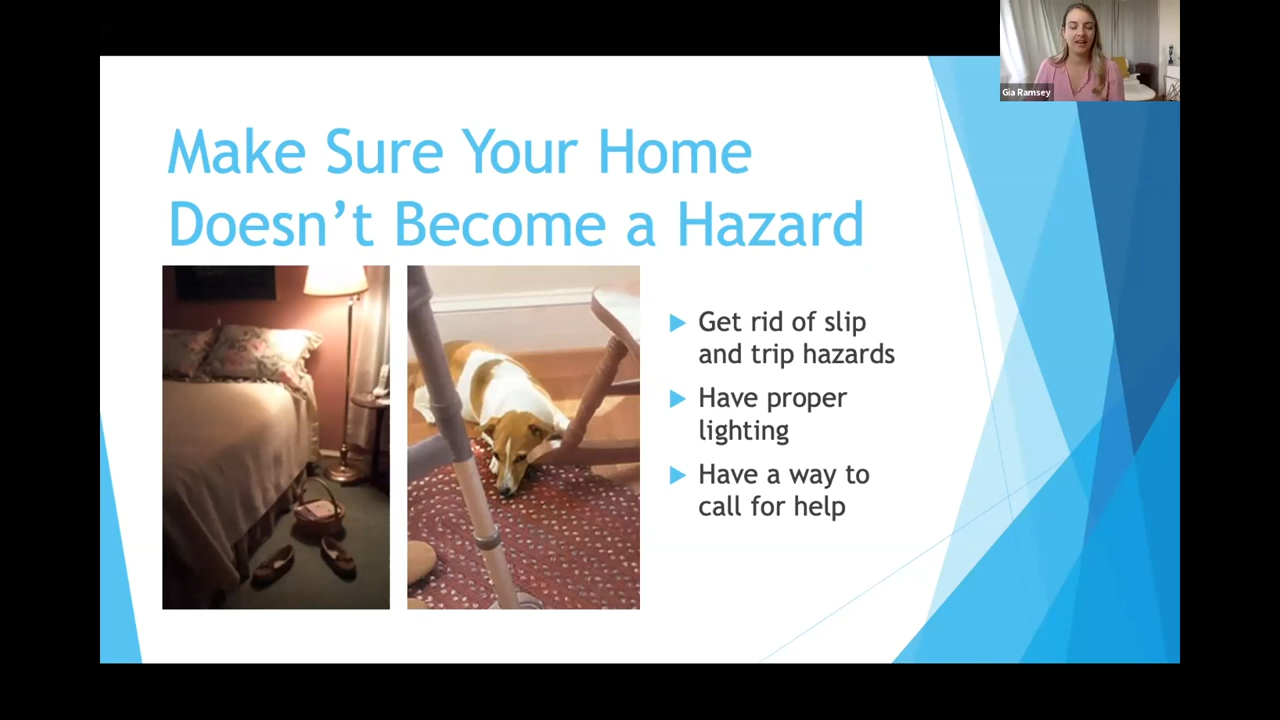 Gia Ramsey
Make Sure Your Home
Doesn’t Become a Hazard
Get rid of slip
and trip hazards
Have proper
lighting
Have a way to
call for help